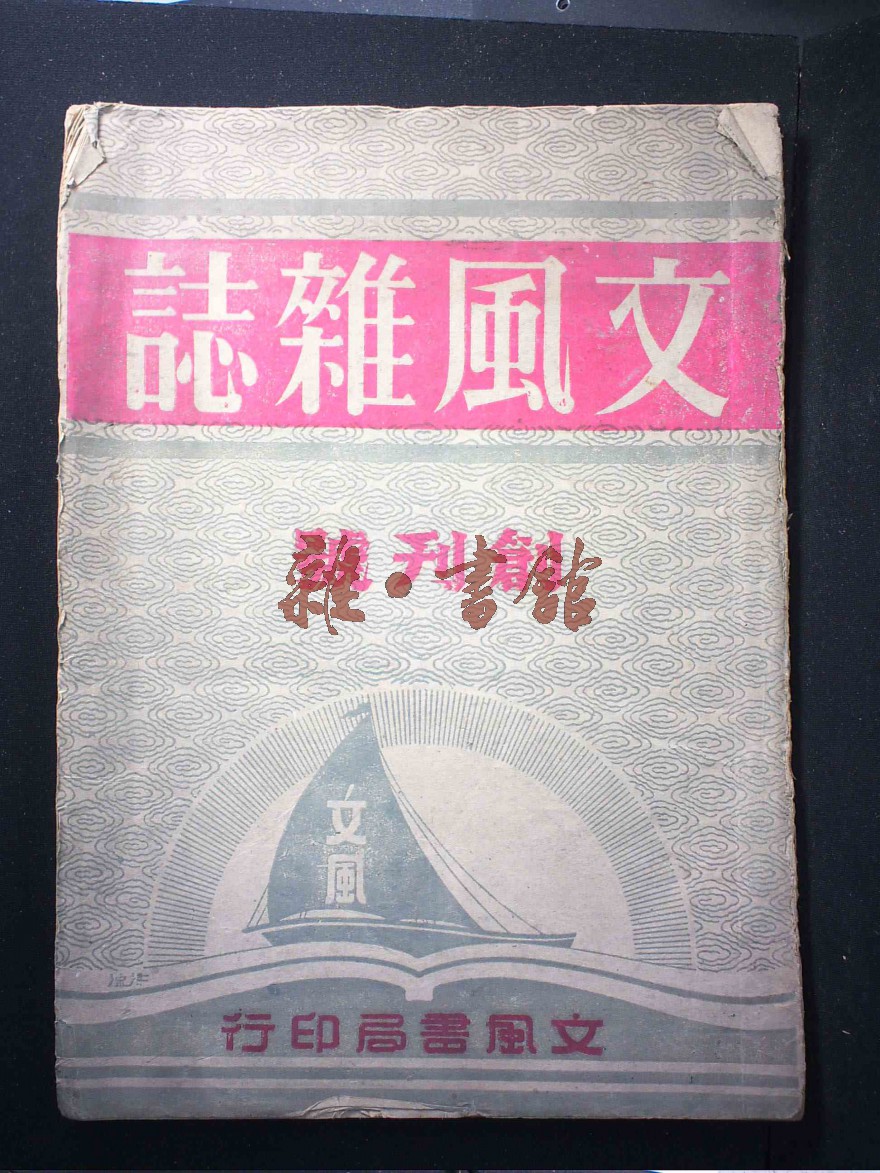 文風雜誌
創刊號
雜·書館
文
風
文風書局印行